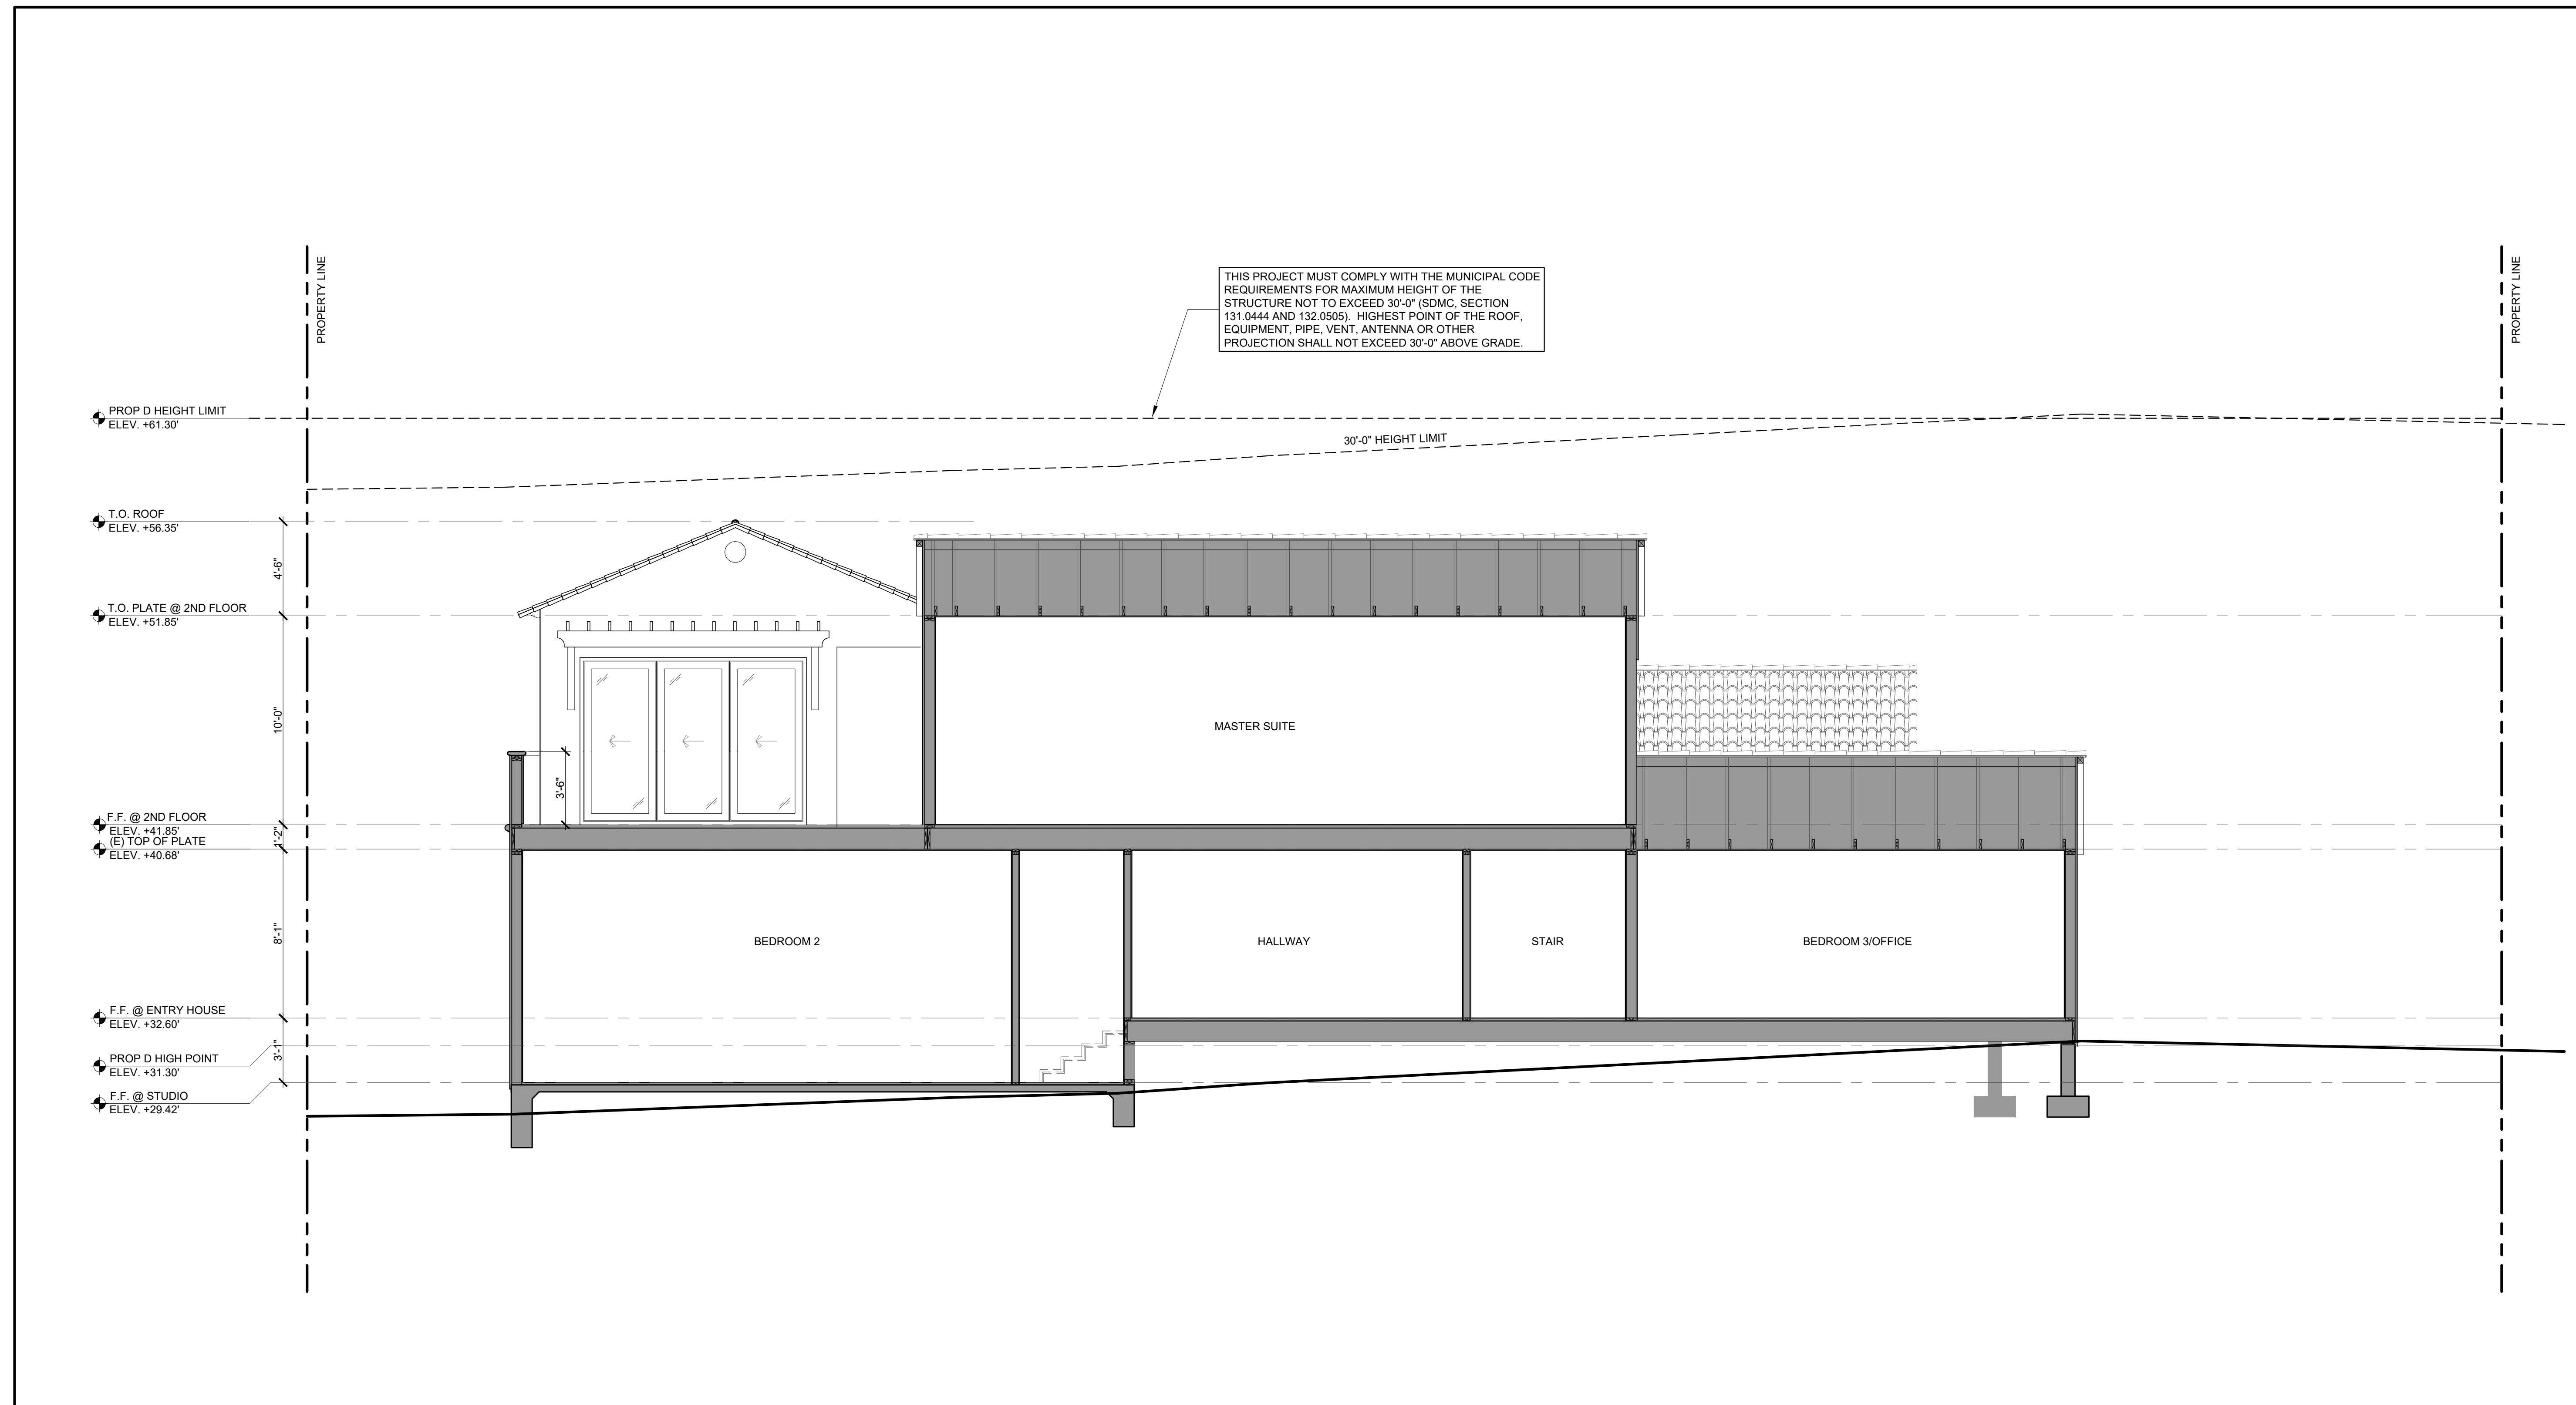 PROPERTY LINE
PROPERTY LINE
THIS PROJECT MUST COMPLY WITH THE MUNICIPAL CODE
REQUIREMENTS FOR MAXIMUM HEIGHT OF THE
STRUCTURE NOT TO EXCEED 30'-0" (SDMC, SECTION
131.0444 AND 132.0505).  HIGHEST POINT OF THE ROOF,
EQUIPMENT, PIPE, VENT, ANTENNA OR OTHER
PROJECTION SHALL NOT EXCEED 30'-0" ABOVE GRADE.
PROP D HEIGHT LIMIT
ELEV. +61.30'
30'-0" HEIGHT LIMIT
T.O. ROOF
ELEV. +56.35'
4'-6"
T.O. PLATE @ 2ND FLOOR
ELEV. +51.85'
10'-0"
MASTER SUITE
3'-6"
F.F. @ 2ND FLOOR
ELEV. +41.85'
1'-2"
(E) TOP OF PLATE
ELEV. +40.68'
8'-1"
BEDROOM 2
HALLWAY
STAIR
BEDROOM 3/OFFICE
F.F. @ ENTRY HOUSE
ELEV. +32.60'
3'-1"
PROP D HIGH POINT
ELEV. +31.30'
F.F. @ STUDIO
ELEV. +29.42'